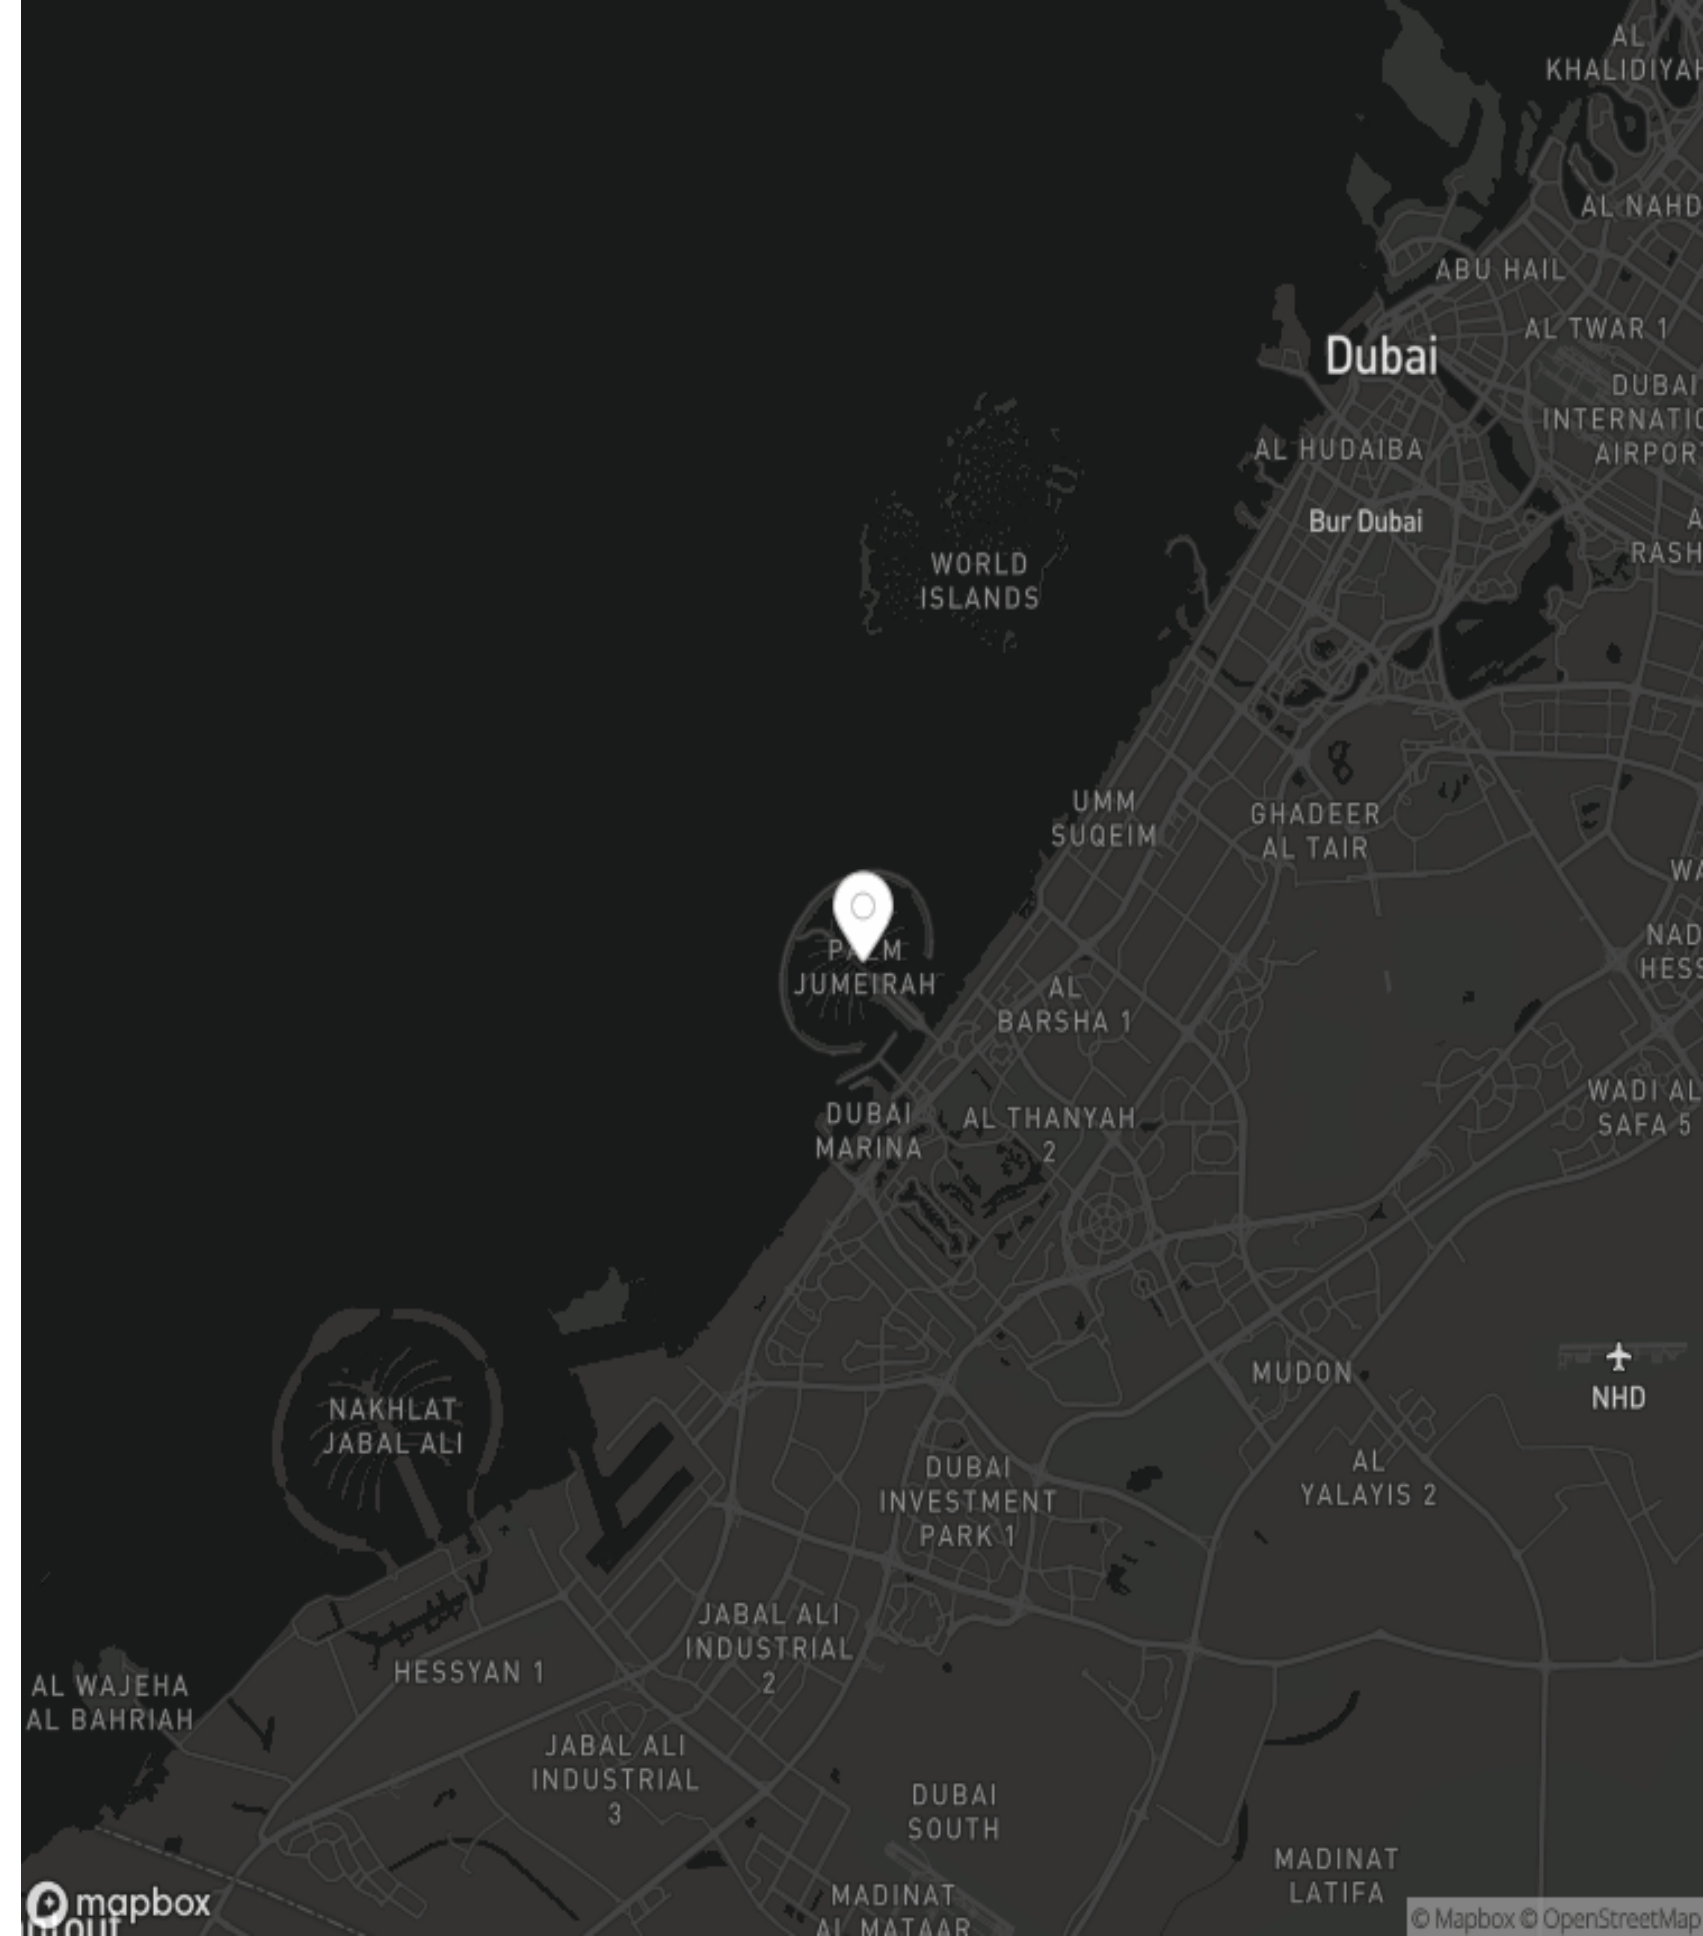 AL
KHALIDIYAH
AL NAHD
ABU HAIL
AL TWAR 1
Dubai
DUBAI
INTERNATIO
AIRPOR
AL HUDAIBA
Bur Dubai
A
RASH
WORLD
ISLANDS
UMM
SUQEIM
GHADEER
AL TAIR
WA
NAD
HESS
PALM
JUMEIRAH
AL
BARSHA 1
WADI AL
SAFA 5
DUBAI
MARINA
AL THANYAH
2
MUDON
NHD
NAKHLAT
JABAL ALI
AL
YALAYIS 2
DUBAI
INVESTMENT
PARK 1
JABAL ALI
INDUSTRIAL
2
HESSYAN 1
AL WAJEHA
AL BAHRIAH
JABAL ALI
INDUSTRIAL
3
DUBAI
SOUTH
MADINAT
LATIFA
MADINAT
AL MATAAR
mapbox
© Mapbox © OpenStreetMap